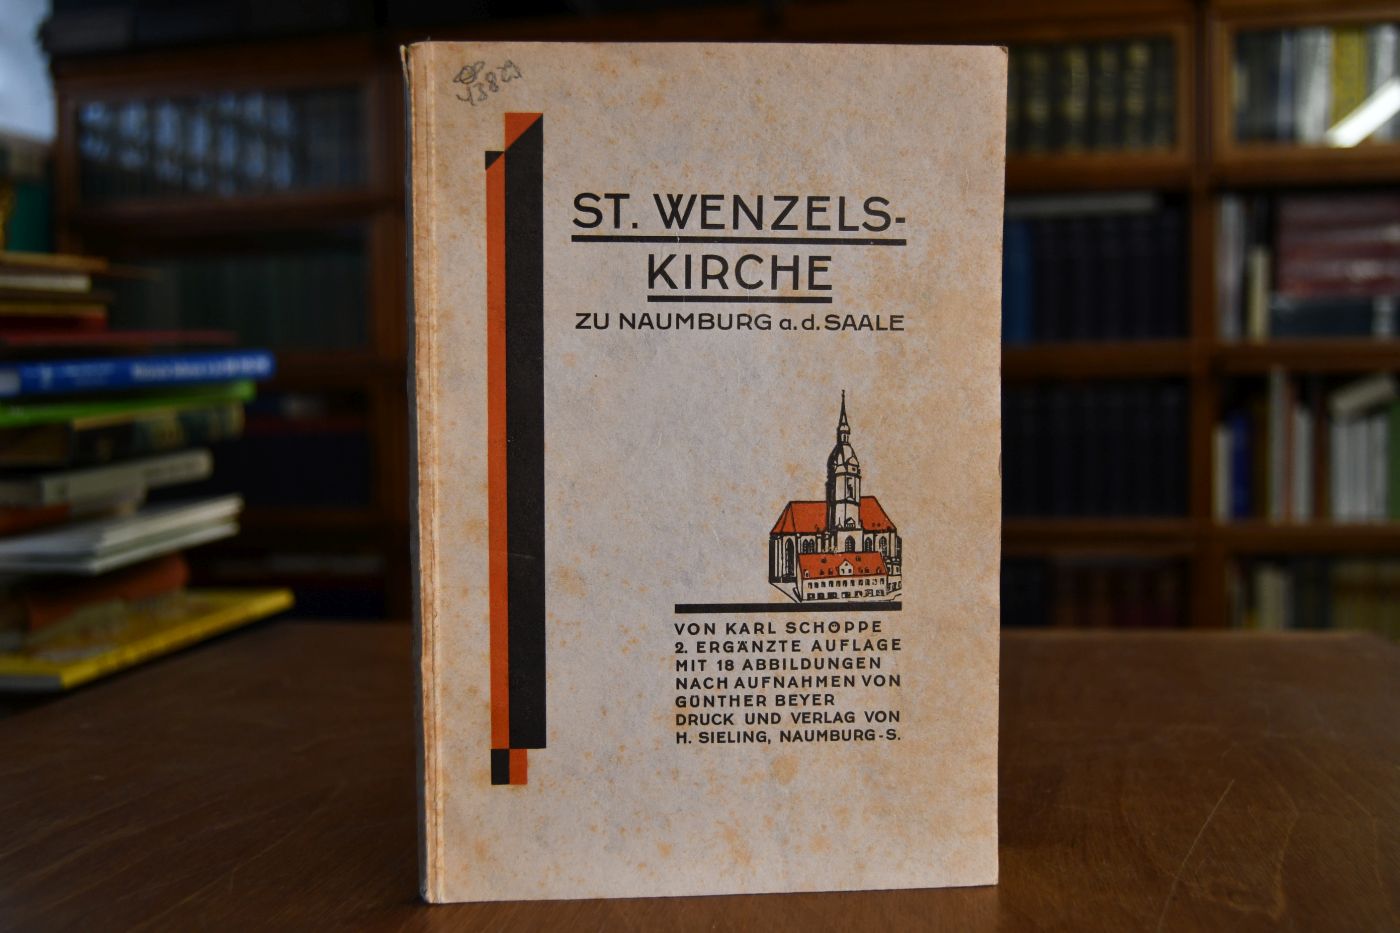 ST. WENZELS-
KIRCHE
ZU NAUMBURG a.d. SAALE
VON KARL SCHÖPPE
2. ERGÄNZTE AUFLAGE
MIT 18 ABBILDUNGEN
NACH AUFNAHMEN VON
GÜNTHER BEYER
DRUCK UND VERLAG VON
H. SIELING, NAUMBURG-S.